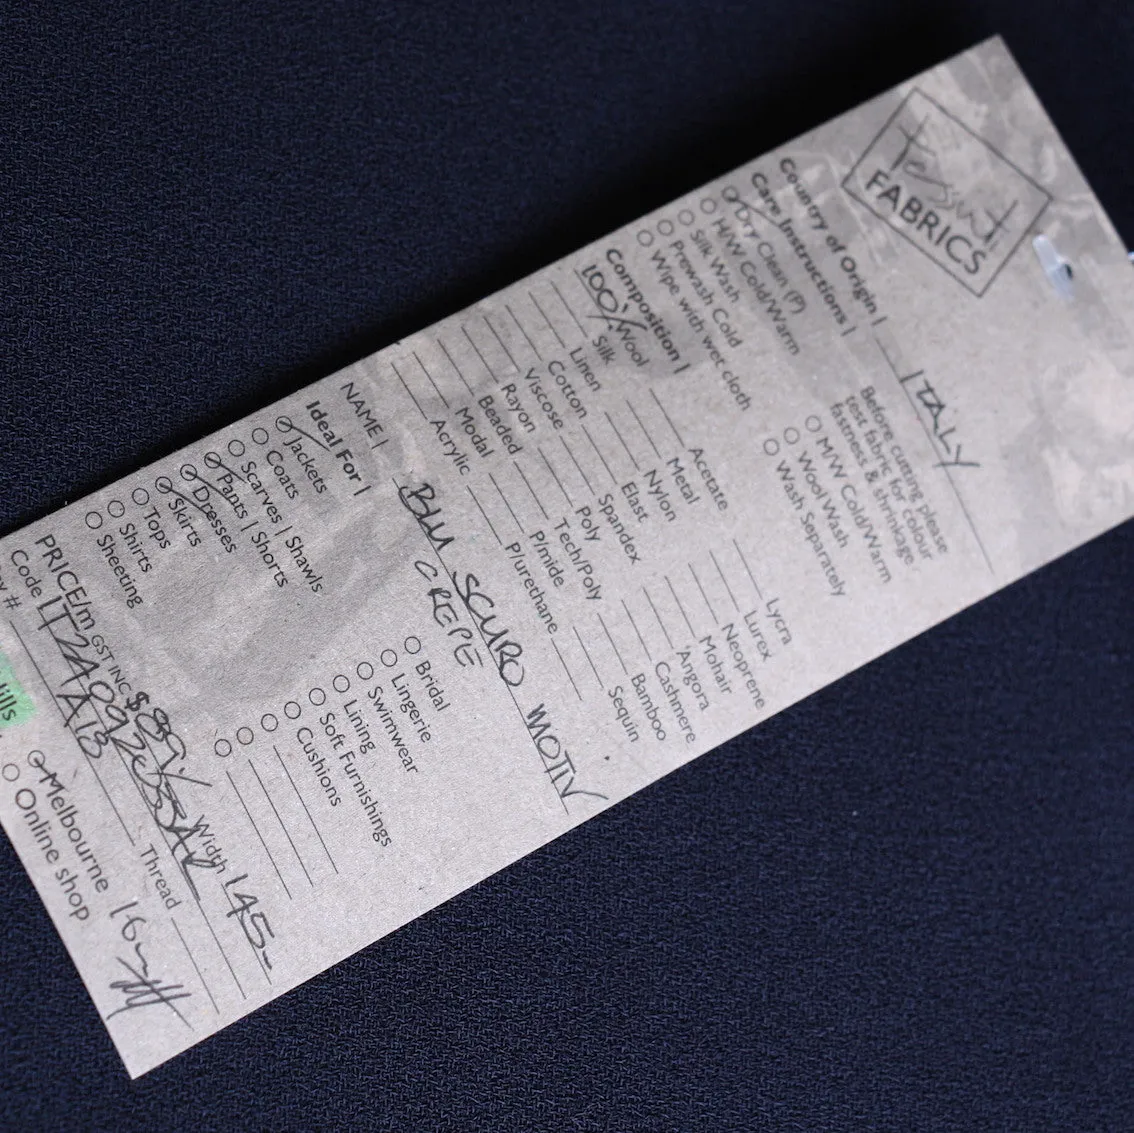 Tessuti
FABRICS
Country of Origin | ITALY
Care Instructions |
Before cutting please
test fabric for colour
fastness & shrinkage
Dry Clean (P)
H/W Cold/Warm
Silk Wash
Prewash Cold
Wipe with wet cloth
M/W Cold/Warm
Wool Wash
Wash Separately
Composition |
100% Wool
Silk
Linen
Cotton
Viscose
Rayon
Beaded
Modal
Acrylic
Acetate
Metal
Nylon
Elast
Spandex
Poly
Tech/Poly
P/mide
P/urethane
Lycra
Lurex
Neoprene
Mohair
'Angora
Cashmere
Bamboo
Sequin
NAME | BLU SCURO MOTIV
CREPE
Ideal For |
Jackets
Coats
Scarves | Shawls
Pants | Shorts
Dresses
Skirts
Tops
Shirts
Sheeting
Bridal
Lingerie
Swimwear
Lining
Soft Furnishings
Cushions
PRICE/m GST INC $89 Width 145
Code
A18 Thread
#
Melbourne 16m
Online shop